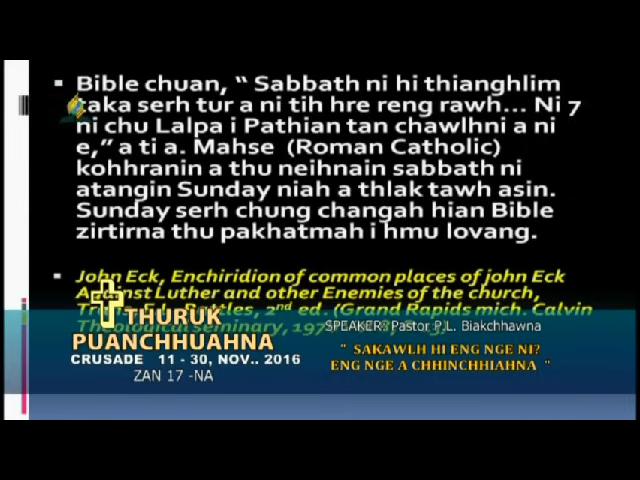 Bible chuan, “ Sabbath ni hi thianghlim
taka serh tur a ni tih hre reng rawh... Ni 7
ni chu Lalpa i Pathian tan chawlhni a ni
e,” a ti a. Mahse (Roman Catholic)
kohhranin a thu neihnain sabbath ni
atangin Sunday niah a thlak tawh asin.
Sunday serh chung changah hian Bible
zirtirna thu pakhatmah i hmu lovang.
John Eck, Enchiridion of common places of john Eck
Against Luther and other Enemies of the church,
Battles, 2nd ed. (Grand Rapids mich. Calvin
Theological seminary,
THURUK
PUANCHHUAHNA
CRUSADE 11 - 30, NOV.. 2016
ZAN 17 -NA
SPEAKER: Pastor P.L. Biakchhawna
" SAKAWLH HI ENG NGE NI?
ENG NGE A CHHINCHHIAHNA "